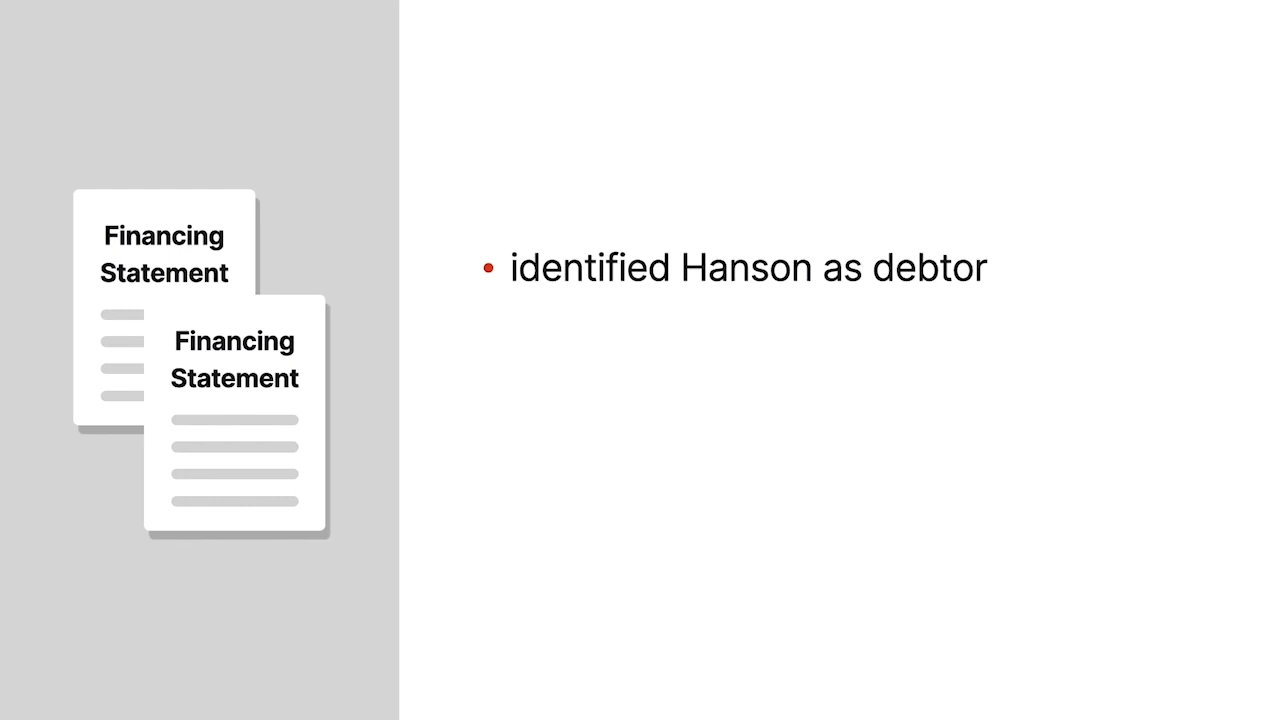 Financing
Statement
Financing
Statement
• identified Hanson as debtor